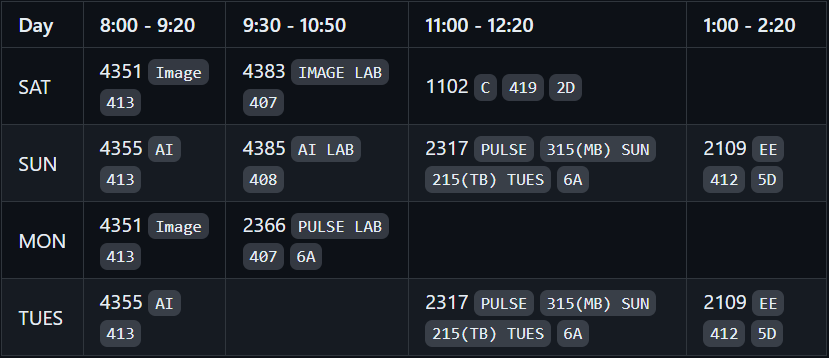 Day 8:00 - 9:20 9:30 - 10:50 11:00 - 12:20 1:00 - 2:20
SAT 4351 Image 413 4383 IMAGE LAB 407 1102 C 419 2D
SUN 4355 AI 413 4385 AI LAB 408 2317 PULSE 315(MB) SUN 215(TB) TUES 6A 2109 EE 412 5D
MON 4351 Image 413 2366 PULSE LAB 407 6A
TUES 4355 AI 413 2317 PULSE 315(MB) SUN 215(TB) TUES 6A 2109 EE 412 5D